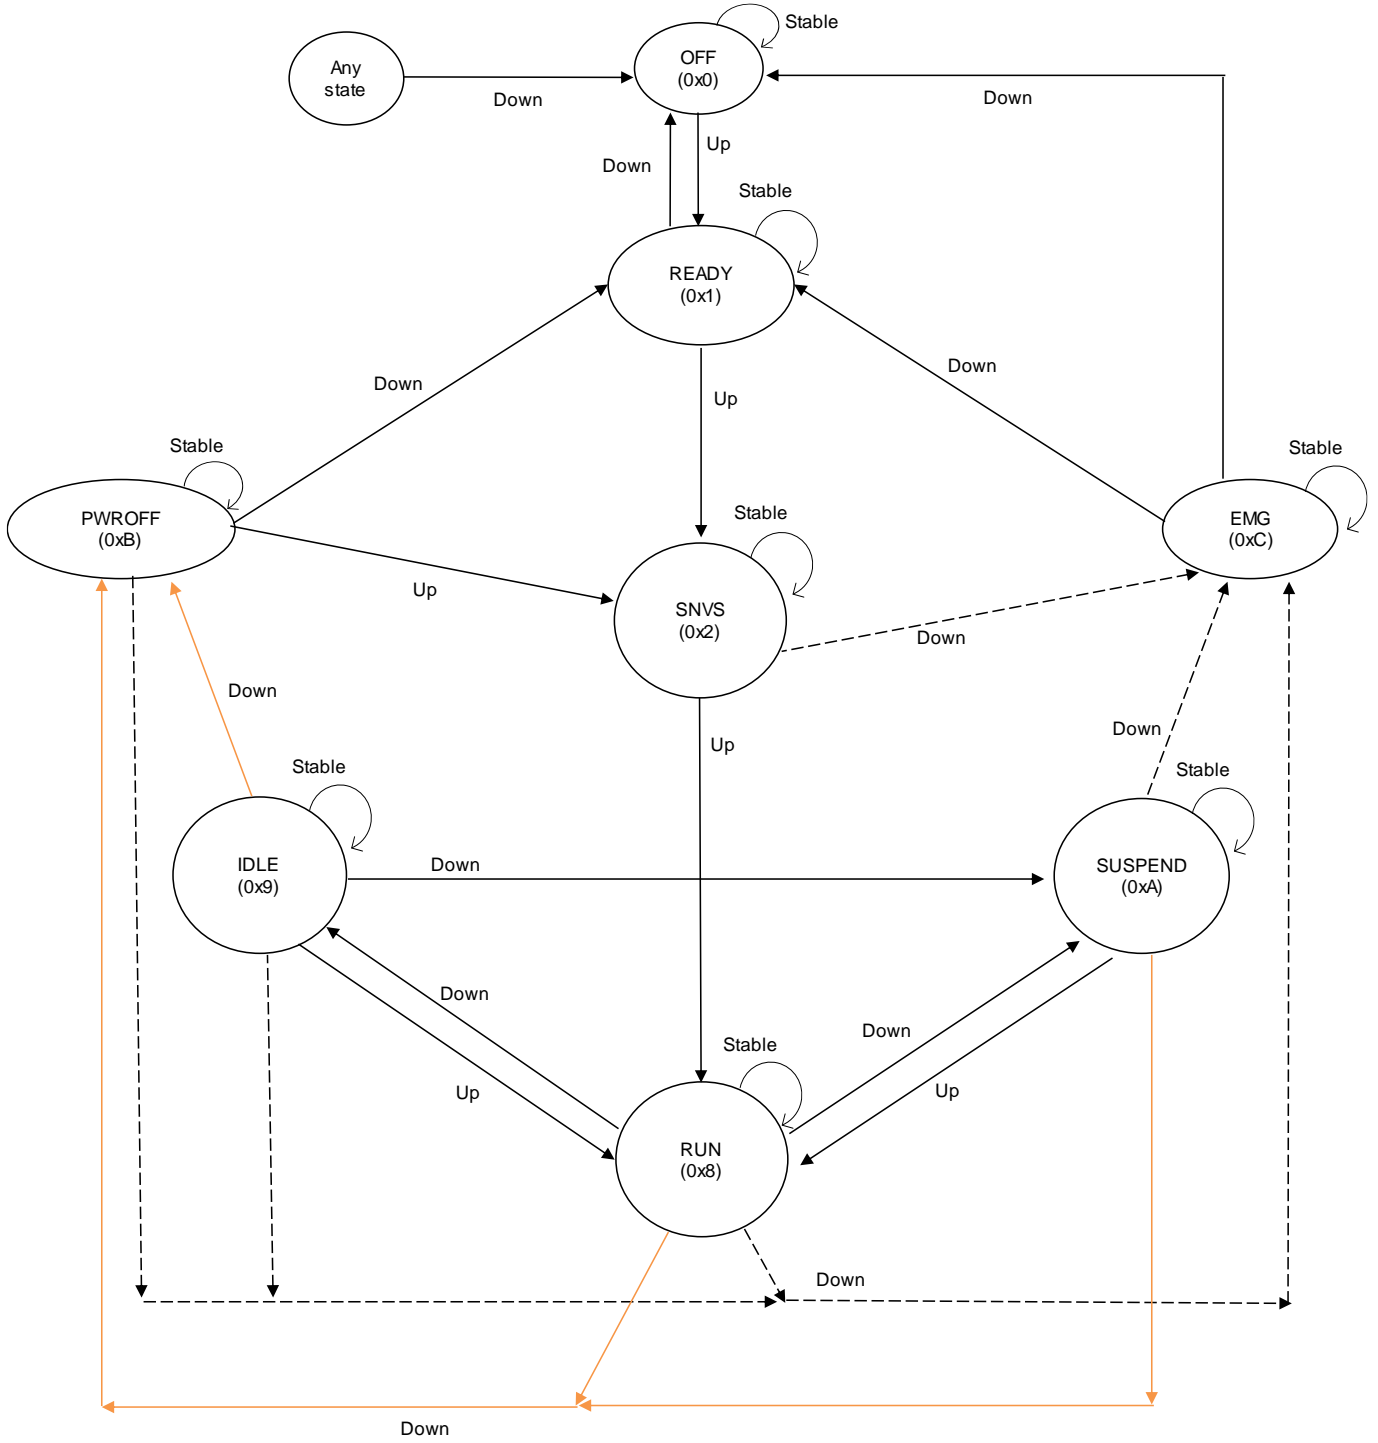 Stable
OFF
(0x0)
Any
state
Down
Down
Up
Down
Stable
READY
(0x1)
Down
Down
Up
Stable
Stable
Stable
PWROFF
(0xB)
EMG
(0xC)
Up
SNVS
(0x2)
Down
Down
Down
Up
Stable
Stable
IDLE
(0x9)
Down
SUSPEND
(0xA)
Down
Down
Stable
Up
Up
RUN
(0x8)
Down
Down